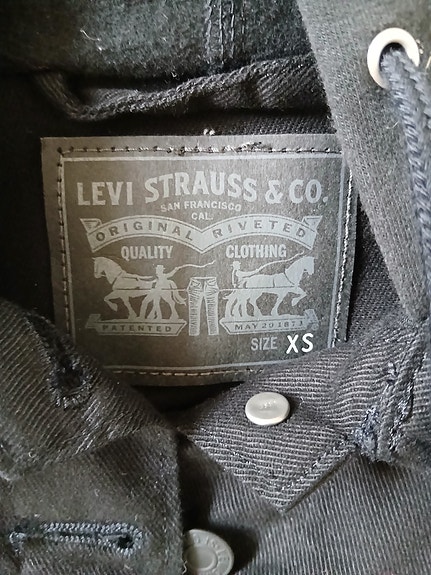 LEVI STRAUSS & CO.
SAN FRANCISCO
CAL.
ORIGINAL RIVETED
QUALITY CLOTHING
PATENTED MAY 20 1873
SIZE XS